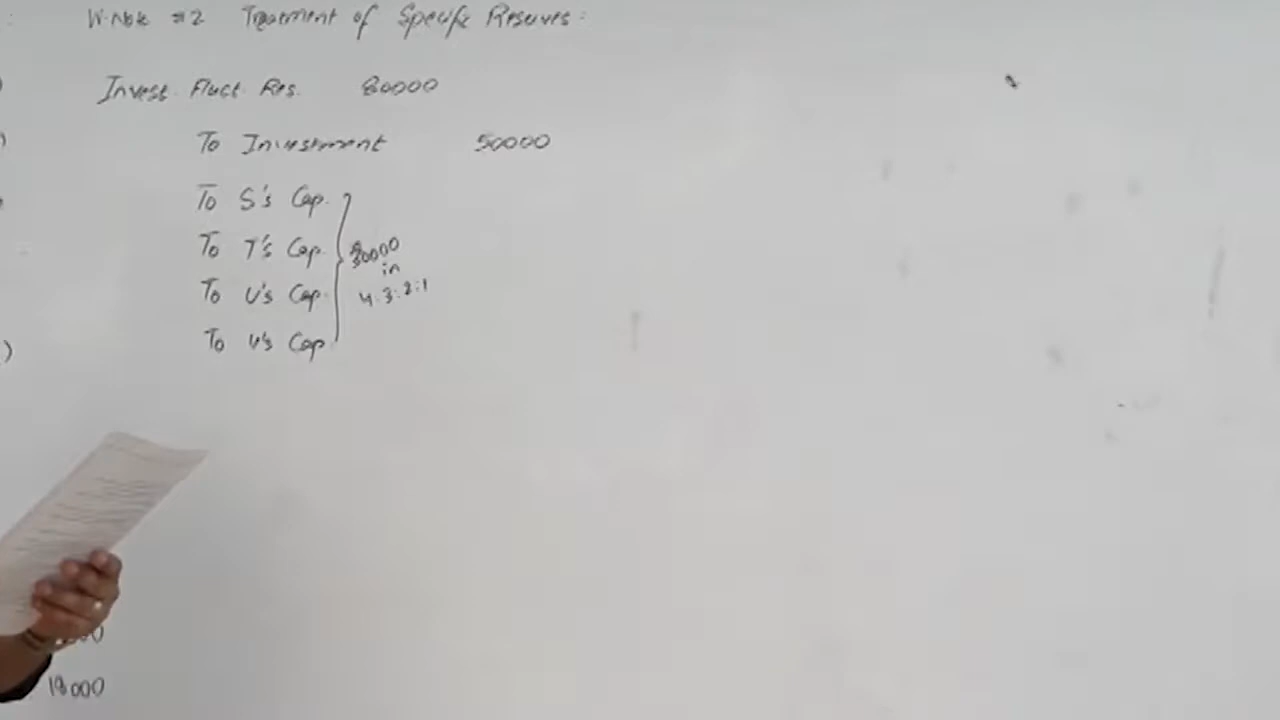 W.Note #2 Treatment of Specific Reserves:
Invest. Fluct. Res. 80000
To Investment 50000
To S's Cap.
To T's Cap. 30000
in
To U's Cap. 4:3:2:1
To V's Cap
18000